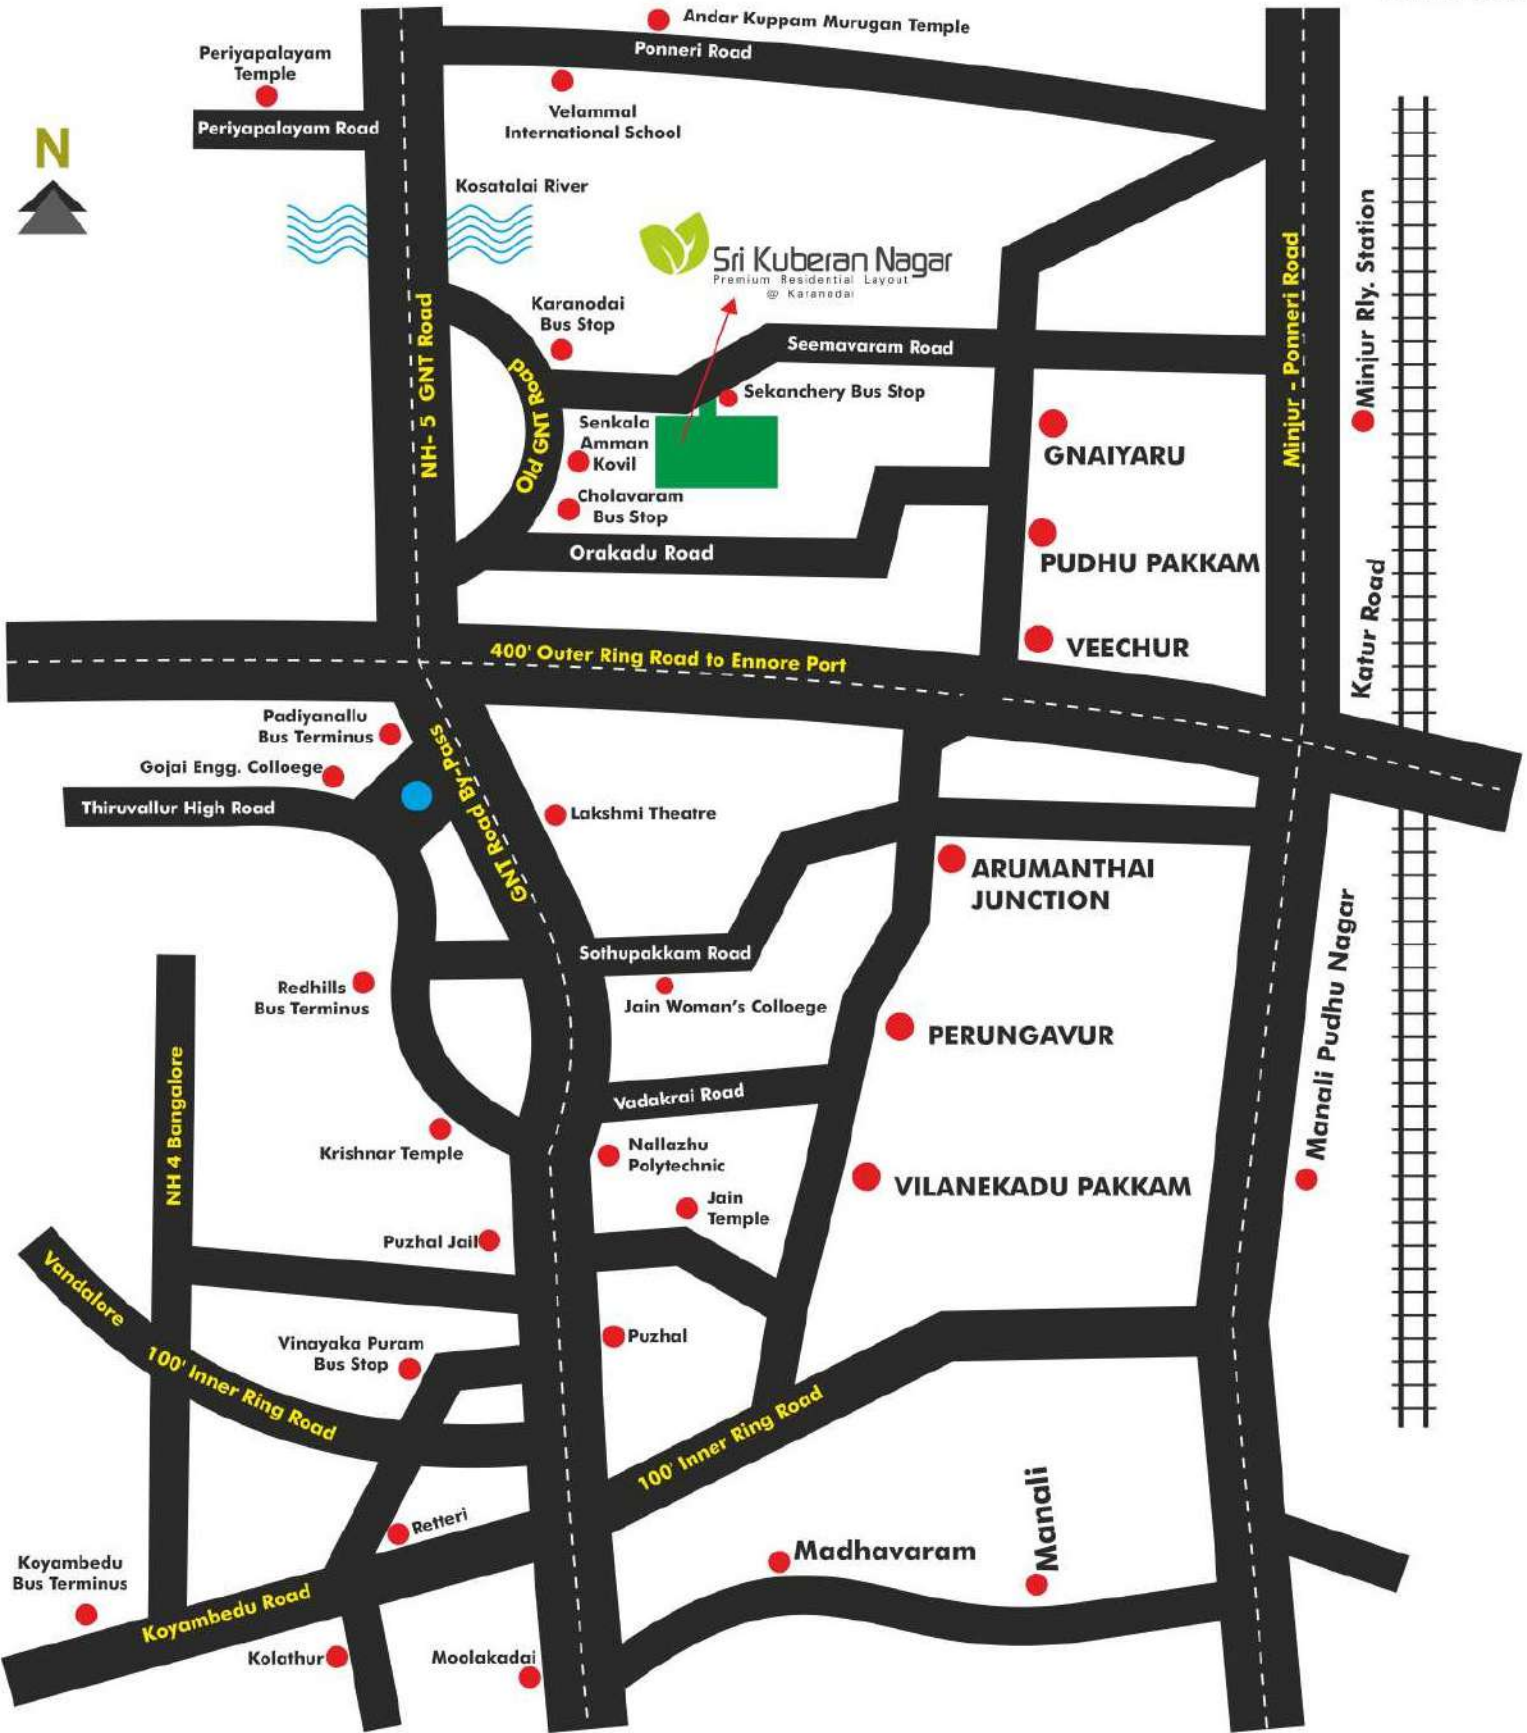 Andar Kuppam Murugan Temple
Ponneri Road
Periyapalayam
Temple
Velammal
International School
Periyapalayam Road
N
Kosatalai River
Sri Kuberan Nagar
Premium Residential Layout
@ Karanodai
Karanodai
Bus Stop
NH- 5 GNT Road
Old GNT Road
Seemavaram Road
Sekanchery Bus Stop
Minjur - Ponneri Road
Minjur Rly. Station
Senkala
Amman
Kovil
GNAIYARU
Cholavaram
Bus Stop
Orakadu Road
PUDHU PAKKAM
VEECHUR
Katur Road
400' Outer Ring Road to Ennore Port
Padiyanallu
Bus Terminus
Gojai Engg. Colloege
Thiruvallur High Road
GNT Road By-Pass
Lakshmi Theatre
ARUMANTHAI
JUNCTION
Sothupakkam Road
Redhills
Bus Terminus
Jain Woman's Colloege
PERUNGAVUR
Manali Pudhu Nagar
NH 4 Bangalore
Vadakrai Road
Krishnar Temple
Nallazhu
Polytechnic
VILANEKADU PAKKAM
Jain
Temple
Puzhal Jail
Vandalore
100' Inner Ring Road
Vinayaka Puram
Bus Stop
Puzhal
100' Inner Ring Road
Retteri
Madhavaram
Manali
Koyambedu
Bus Terminus
Koyambedu Road
Kolathur
Moolakadai